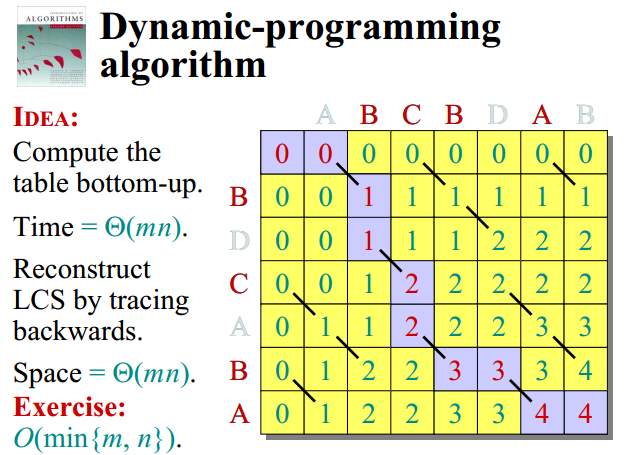 INTRODUCTION TO
ALGORITHMS
Dynamic-programming
algorithm
IDEA:
Compute the
table bottom-up.
Time = Θ(mn).
Reconstruct
LCS by tracing
backwards.
Space = Θ(mn).
Exercise:
O(min{m, n}).
A B C B D A B
0 0 0 0 0 0 0 0
B 0 0 1 1 1 1 1 1
D 0 0 1 1 1 2 2 2
C 0 0 1 2 2 2 2 2
A 0 1 1 2 2 2 3 3
B 0 1 2 2 3 3 3 4
A 0 1 2 2 3 3 4 4